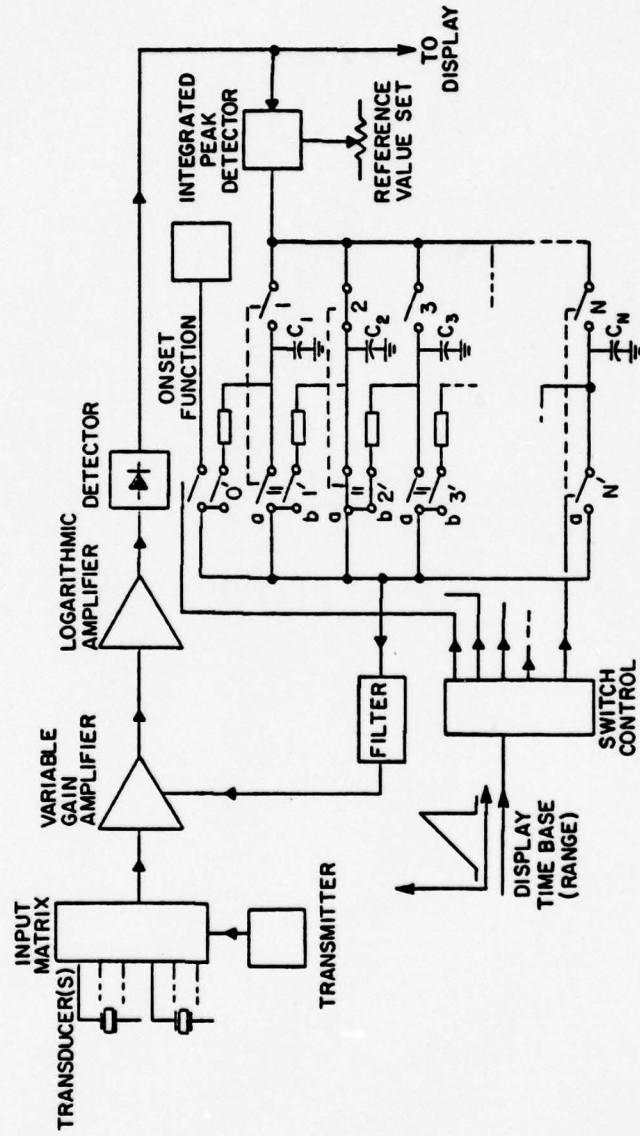 TRANSDUCER(S)
INPUT
MATRIX
TRANSMITTER
VARIABLE
GAIN
AMPLIFIER
LOGARITHMIC
AMPLIFIER
DETECTOR
ONSET
FUNCTION
INTEGRATED
PEAK
DETECTOR
REFERENCE
VALUE SET
TO
DISPLAY
FILTER
DISPLAY
TIME BASE
(RANGE)
SWITCH
CONTROL
O'
a
b
1'
1
C1
a
b
2'
2
C2
a
b
3'
3
C3
a
N'
N
CN